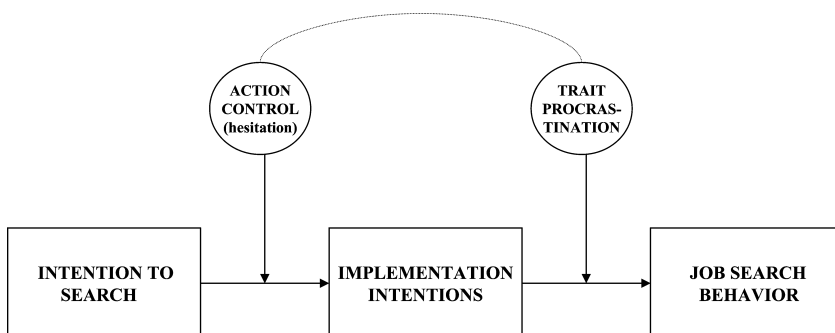 ACTION
CONTROL
(hesitation)
TRAIT
PROCRAS-
TINATION
INTENTION TO
SEARCH
IMPLEMENTATION
INTENTIONS
JOB SEARCH
BEHAVIOR